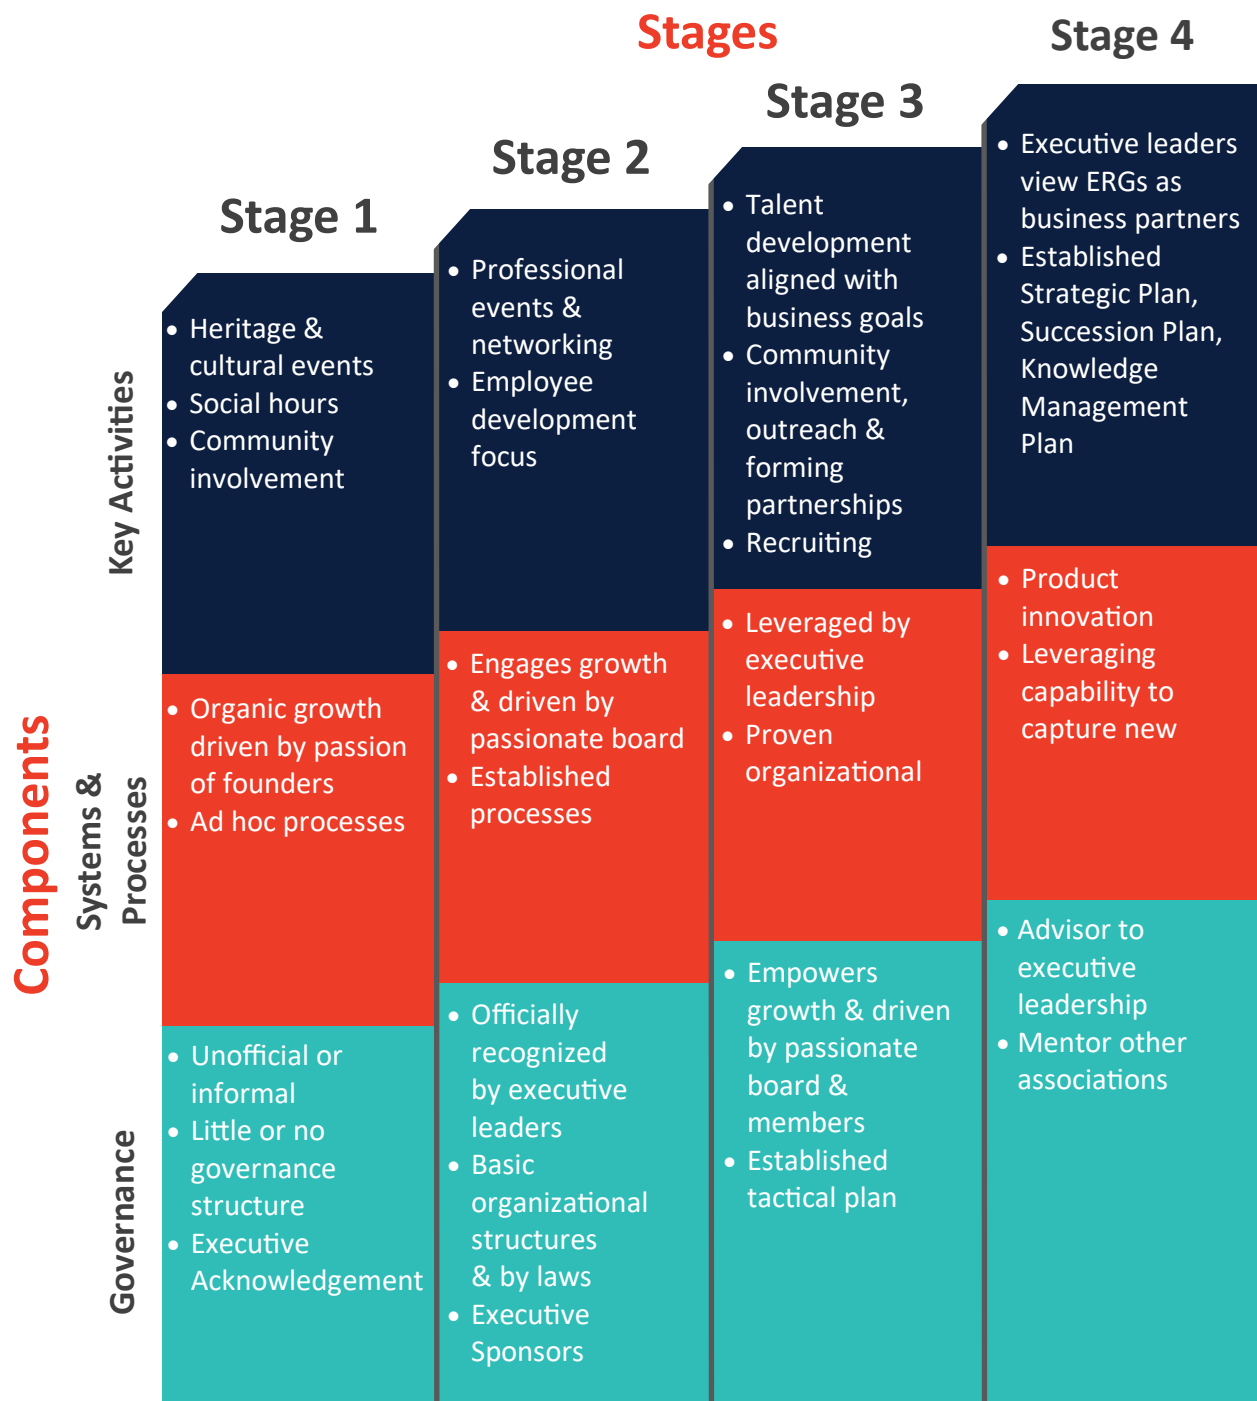 Stages
Stage 1
Stage 2
Stage 3
Stage 4
Components
Key Activities
• Heritage &
cultural events
• Social hours
• Community
involvement
• Professional
events &
networking
• Employee
development
focus
• Talent
development
aligned with
business goals
• Community
involvement,
outreach &
forming
partnerships
• Recruiting
• Executive leaders
view ERGs as
business partners
• Established
Strategic Plan,
Succession Plan,
Knowledge
Management
Plan
Systems &
Processes
• Organic growth
driven by passion
of founders
• Ad hoc processes
• Engages growth
& driven by
passionate board
• Established
processes
• Leveraged by
executive
leadership
• Proven
organizational
• Product
innovation
• Leveraging
capability to
capture new
Governance
• Unofficial or
informal
• Little or no
governance
structure
• Executive
Acknowledgement
• Officially
recognized
by executive
leaders
• Basic
organizational
structures
& by laws
• Executive
Sponsors
• Empowers
growth & driven
by passionate
board &
members
• Established
tactical plan
• Advisor to
executive
leadership
• Mentor other
associations